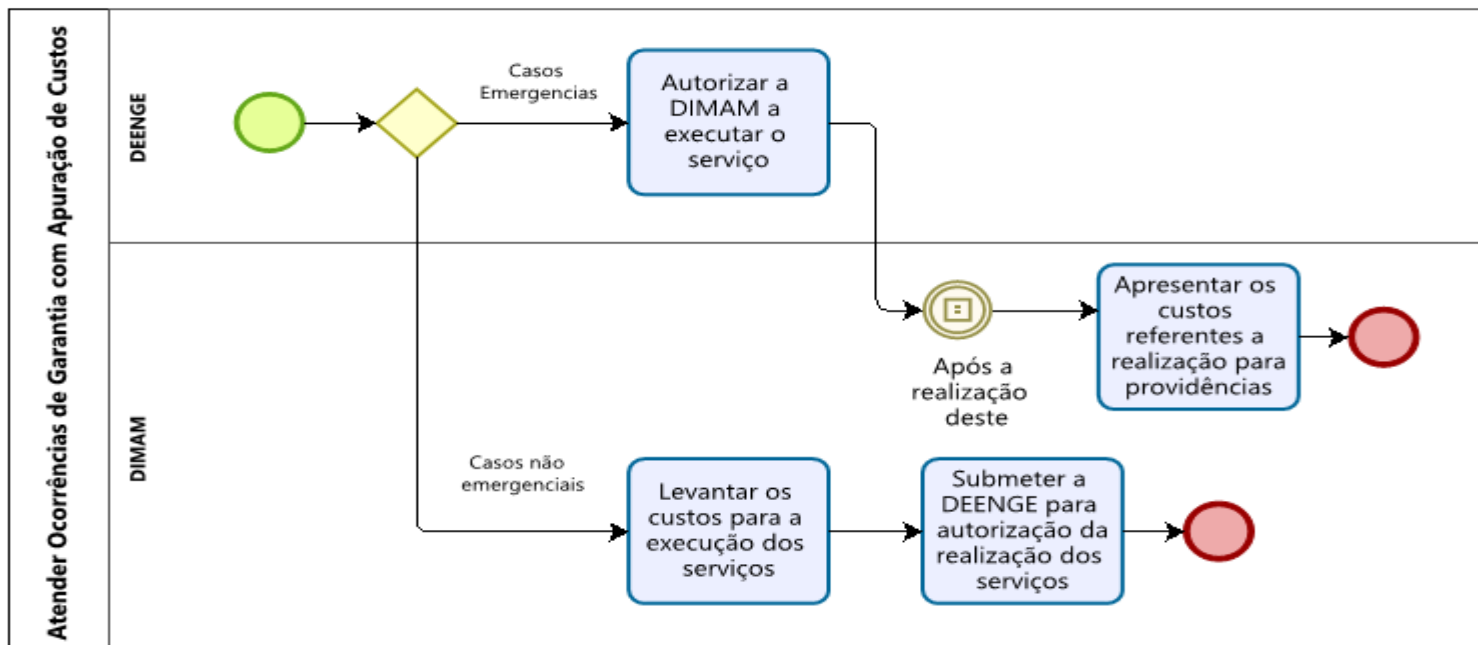 Atender Ocorrências de Garantia com Apuração de Custos
DEENGE
Casos
Emergencias
Autorizar a
DIMAM a
executar o
serviço
DIMAM
Após a
realização
deste
Apresentar os
custos
referentes a
realização para
providências
Casos não
emergenciais
Levantar os
custos para a
execução dos
serviços
Submeter a
DEENGE para
autorização da
realização dos
serviços